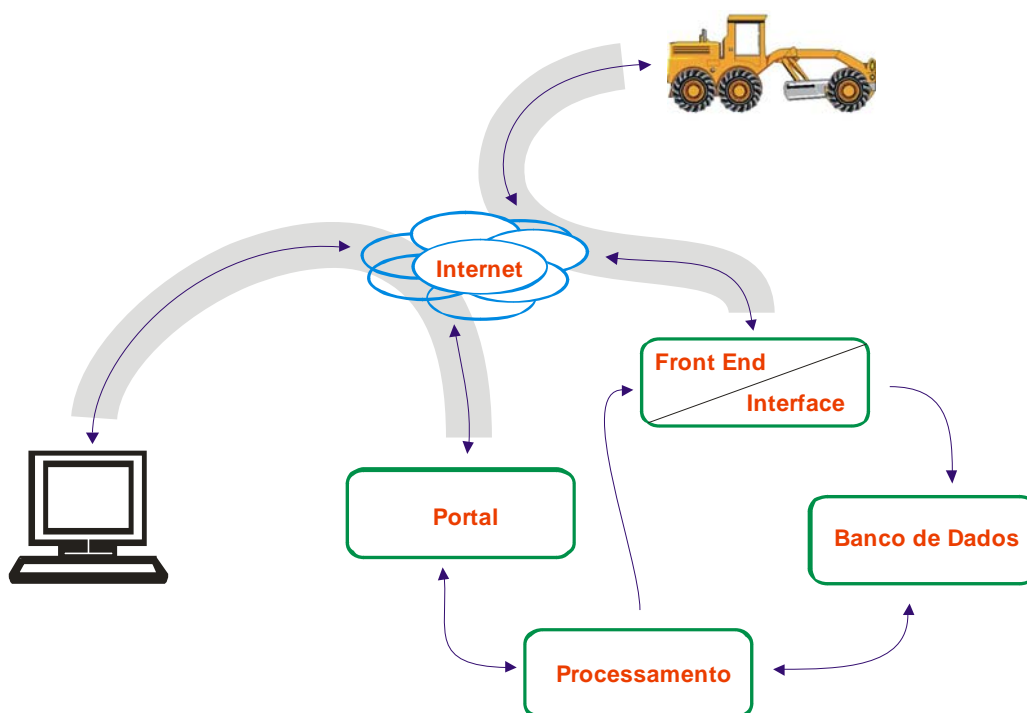 Internet
Front End
Interface
Portal
Banco de Dados
Processamento